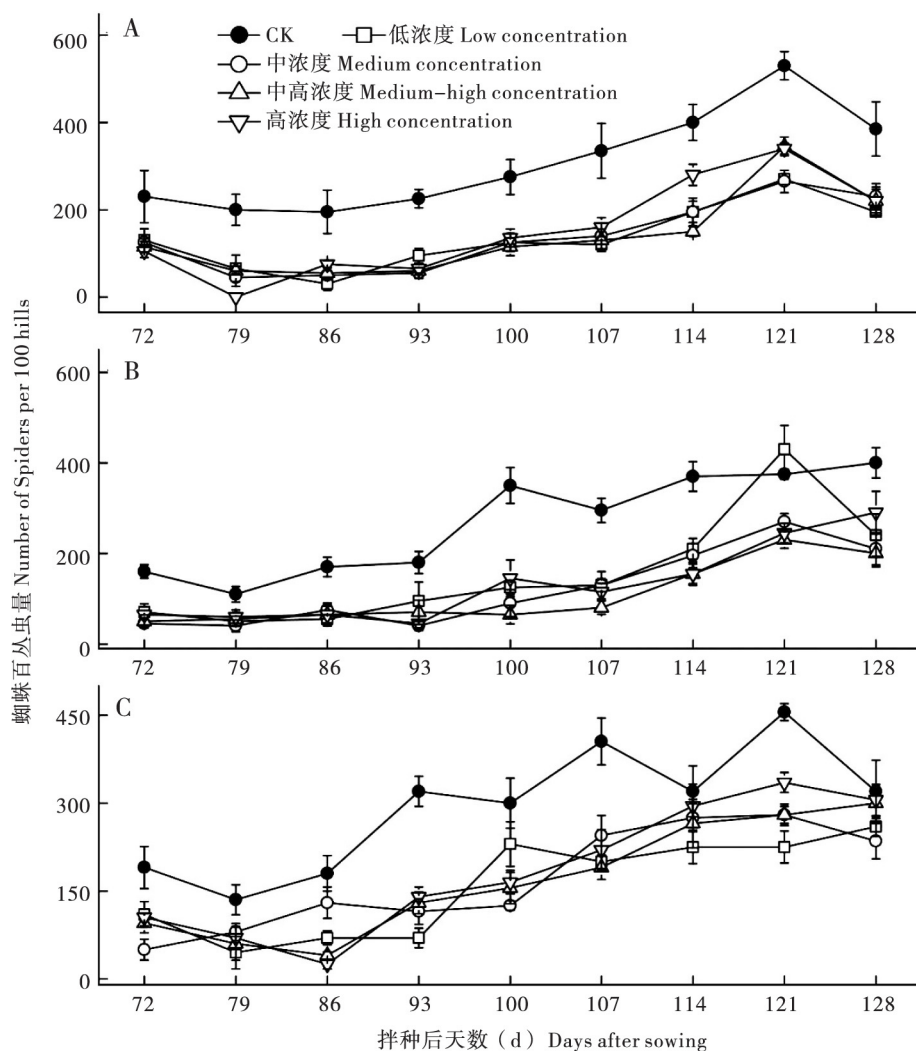 A
CK
低浓度 Low concentration
中浓度 Medium concentration
中高浓度 Medium-high concentration
高浓度 High concentration
600
400
200
0
72 79 86 93 100 107 114 121 128
B
600
400
200
0
72 79 86 93 100 107 114 121 128
C
450
300
150
0
72 79 86 93 100 107 114 121 128
蜘蛛百丛虫量 Number of Spiders per 100 hills
拌种后天数（d）Days after sowing